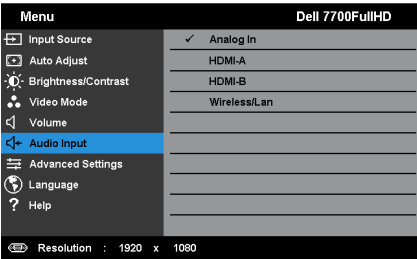 Menu Dell 7700FullHD
Input Source ✓ Analog In
Auto Adjust HDMI-A
Brightness/Contrast HDMI-B
Video Mode Wireless/Lan
Volume
Audio Input
Advanced Settings
Language
? Help
Resolution : 1920 x 1080